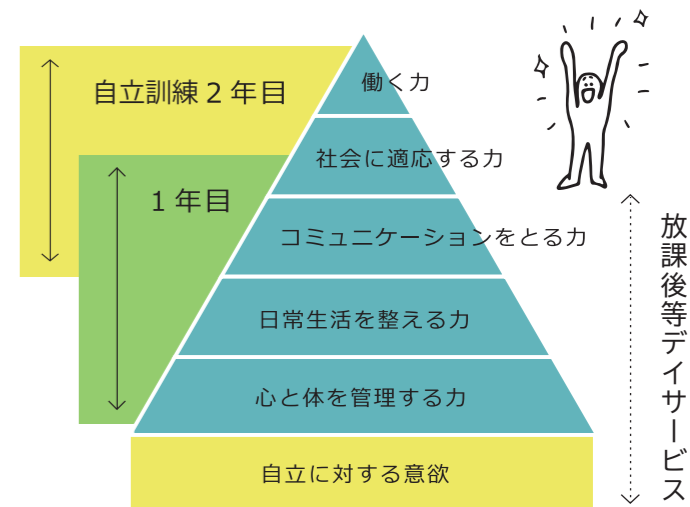 自立訓練 2 年目
1 年目
働く力
社会に適応する力
コミュニケーションをとる力
日常生活を整える力
心と体を管理する力
自立に対する意欲
放課後等デイサービス